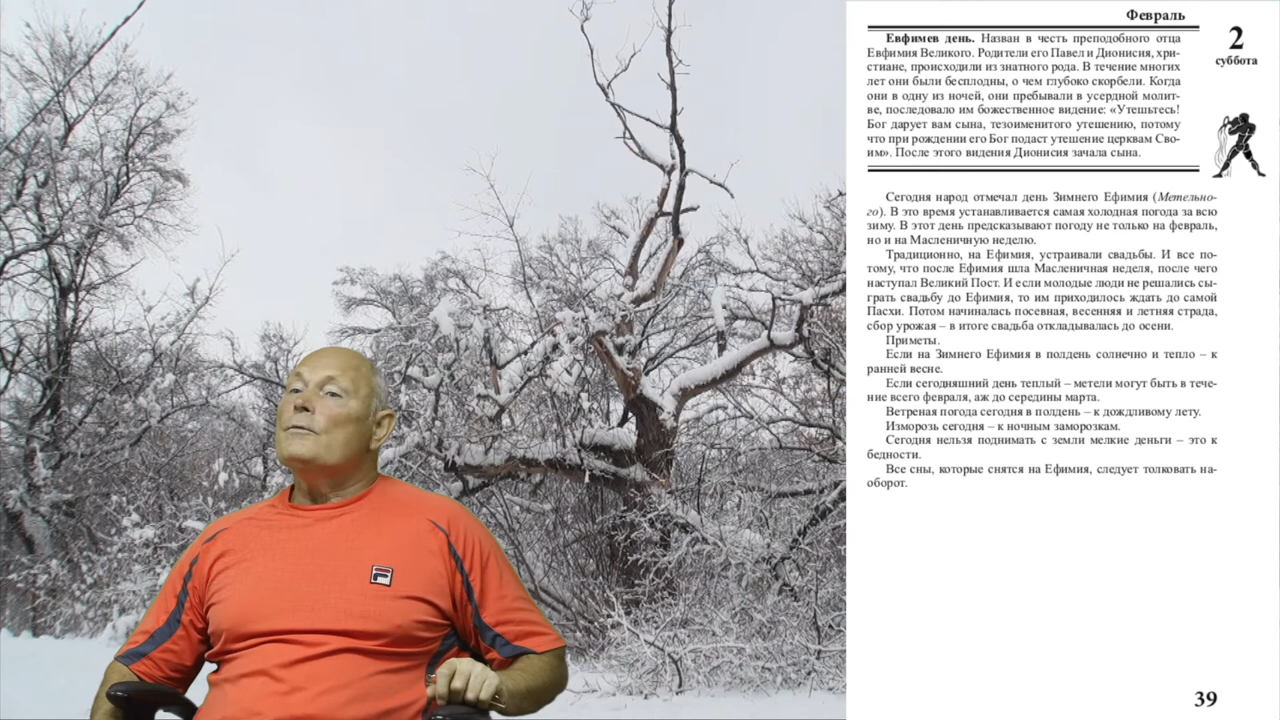 Февраль
2
суббота
Евфимев день. Назван в честь преподобного отца
Евфимия Великого. Родители его Павел и Дионисия, хри-
стиане, происходили из знатного рода. В течение многих
лет они были бесплодны, о чем глубоко скорбели. Когда
они в одну из ночей, они пребывали в усердной молит-
ве, последовало им божественное видение: «Утешьтесь!
Бог дарует вам сына, тезоименитого утешению, потому
что при рождении его Бог подаст утешение церквам Сво-
им». После этого видения Дионисия зачала сына.
Сегодня народ отмечал день Зимнего Ефимия (Метельно-
го). В это время устанавливается самая холодная погода за всю
зиму. В этот день предсказывают погоду не только на февраль,
но и на Масленичную неделю.
Традиционно, на Ефимия, устраивали свадьбы. И все по-
тому, что после Ефимия шла Масленичная неделя, после чего
наступал Великий Пост. И если молодые люди не решались сы-
грать свадьбу до Ефимия, то им приходилось ждать до самой
Пасхи. Потом начиналась посевная, весенняя и летняя страда,
сбор урожая – в итоге свадьба откладывалась до осени.
Приметы.
Если на Зимнего Ефимия в полдень солнечно и тепло – к
ранней весне.
Если сегодняшний день теплый – метели могут быть в тече-
ние всего февраля, аж до середины марта.
Ветреная погода сегодня в полдень – к дождливому лету.
Изморозь сегодня – к ночным заморозкам.
Сегодня нельзя поднимать с земли мелкие деньги – это к
бедности.
Все сны, которые снятся на Ефимия, следует толковать на-
оборот.
FILA
39